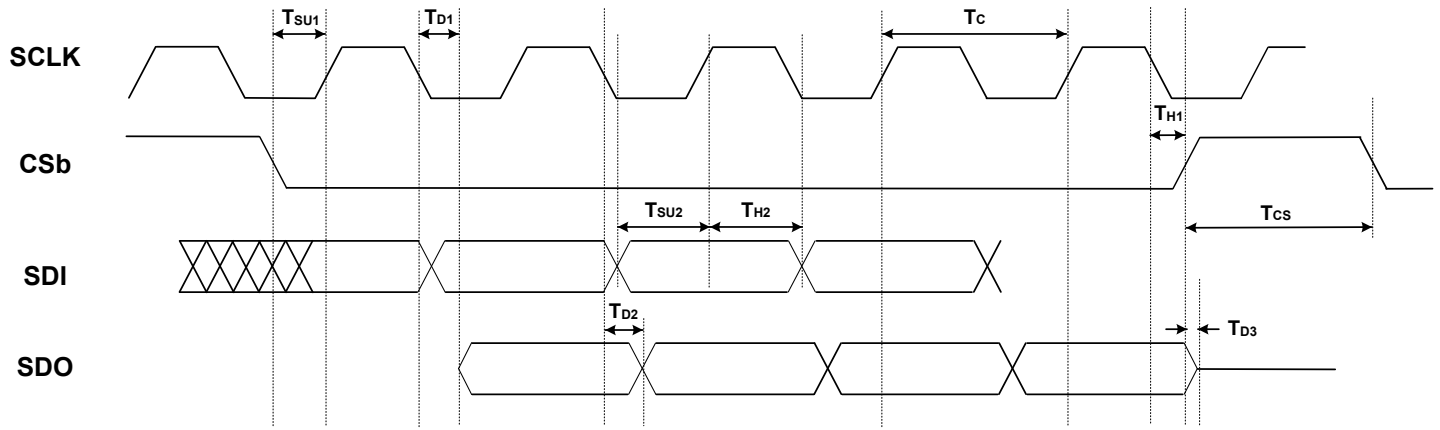 TSU1 TD1 TC
SCLK
TH1
CSb
TSU2 TH2 TCS
SDI
TD2 TD3
SDO